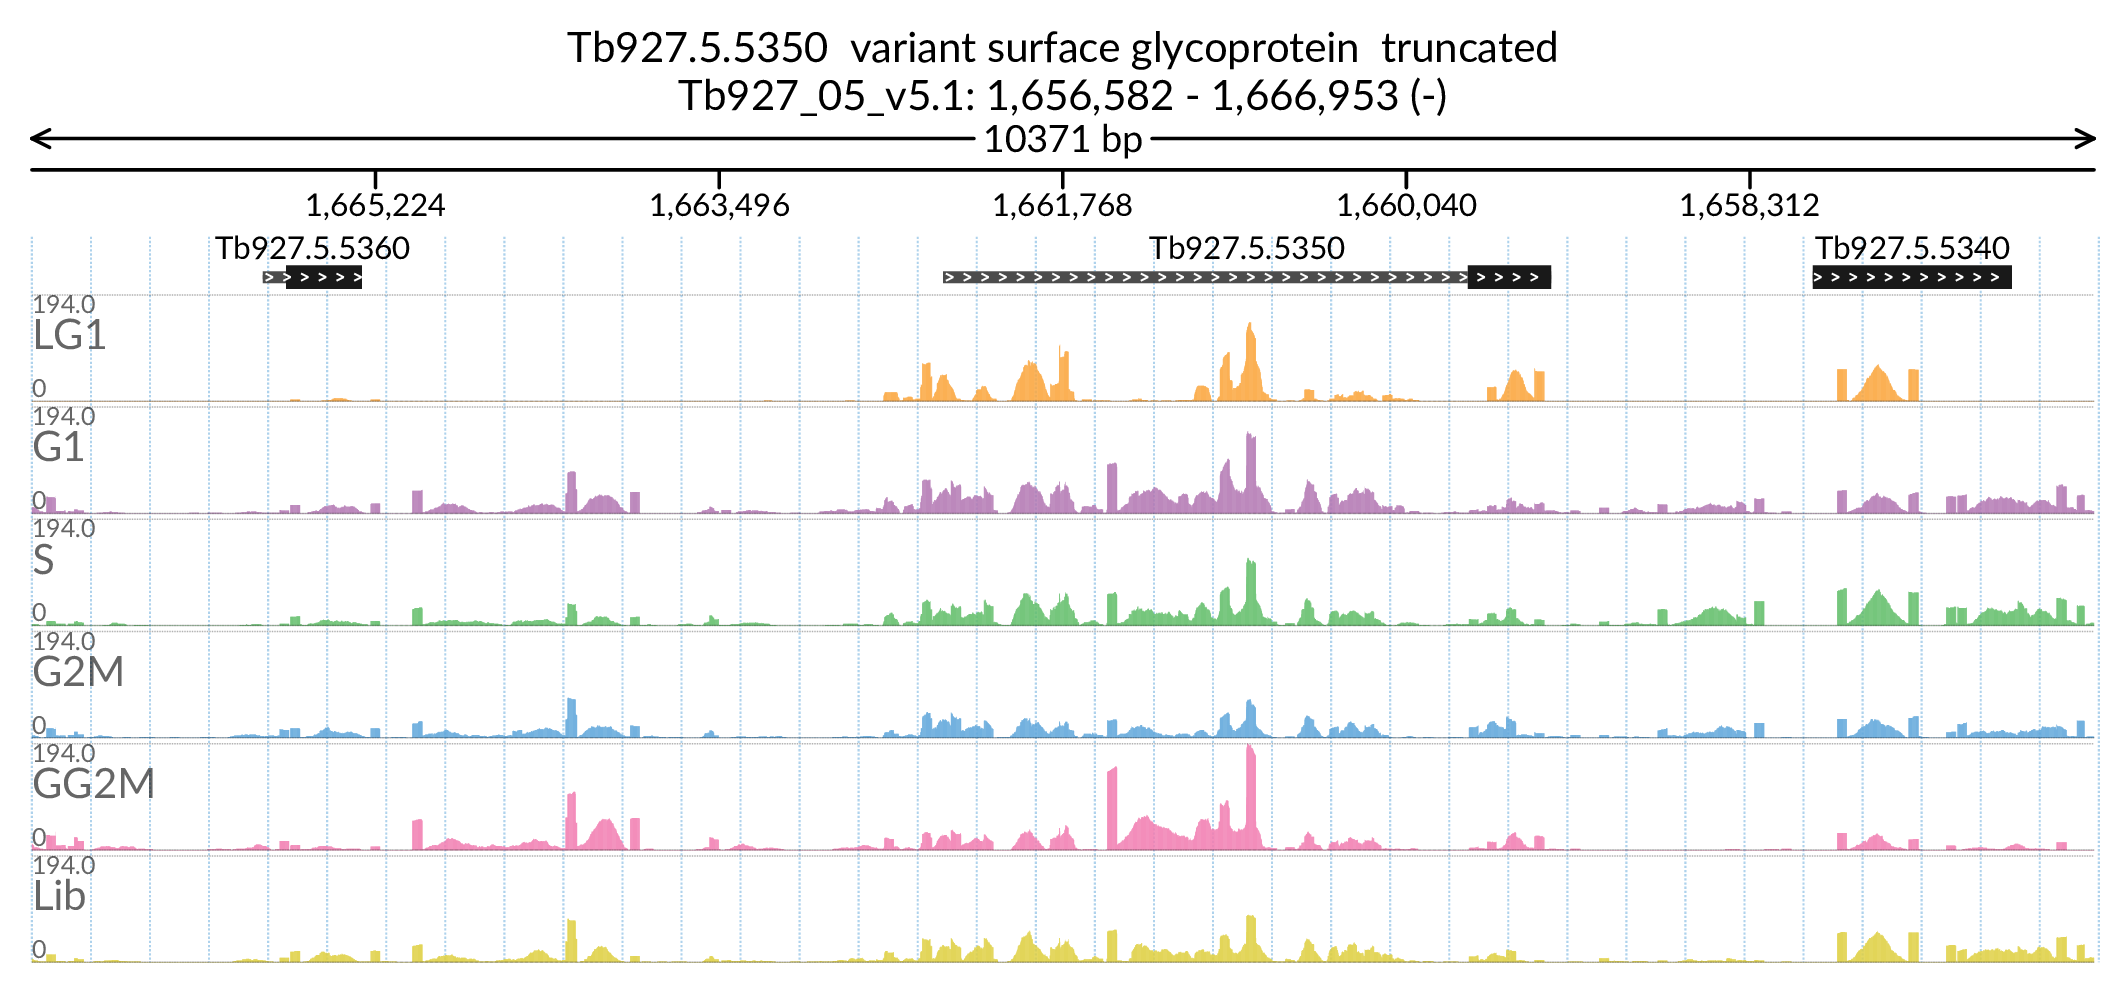 Tb927.5.5350  variant surface glycoprotein  truncated
Tb927_05_v5.1: 1,656,582 - 1,666,953 (-)
10371 bp
1,665,224 1,663,496 1,661,768 1,660,040 1,658,312
Tb927.5.5360 Tb927.5.5350 Tb927.5.5340
194.0
LG1
0
194.0
G1
0
194.0
S
0
194.0
G2M
0
194.0
GG2M
0
194.0
Lib
0